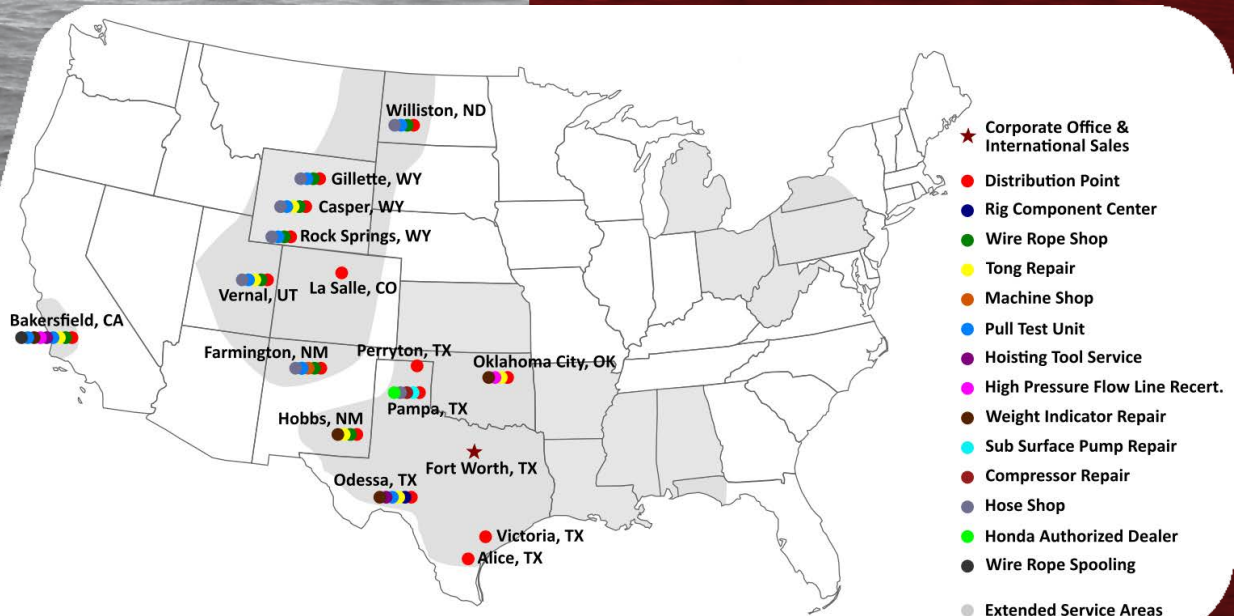 Williston, ND
Gillette, WY
Casper, WY
Rock Springs, WY
La Salle, CO
Vernal, UT
Bakersfield, CA
Farmington, NM
Perryton, TX
Oklahoma City, OK
Pampa, TX
Hobbs, NM
Fort Worth, TX
Odessa, TX
Victoria, TX
Alice, TX
Corporate Office &
International Sales
Distribution Point
Rig Component Center
Wire Rope Shop
Tong Repair
Machine Shop
Pull Test Unit
Hoisting Tool Service
High Pressure Flow Line Recert.
Weight Indicator Repair
Sub Surface Pump Repair
Compressor Repair
Hose Shop
Honda Authorized Dealer
Wire Rope Spooling
Extended Service Areas